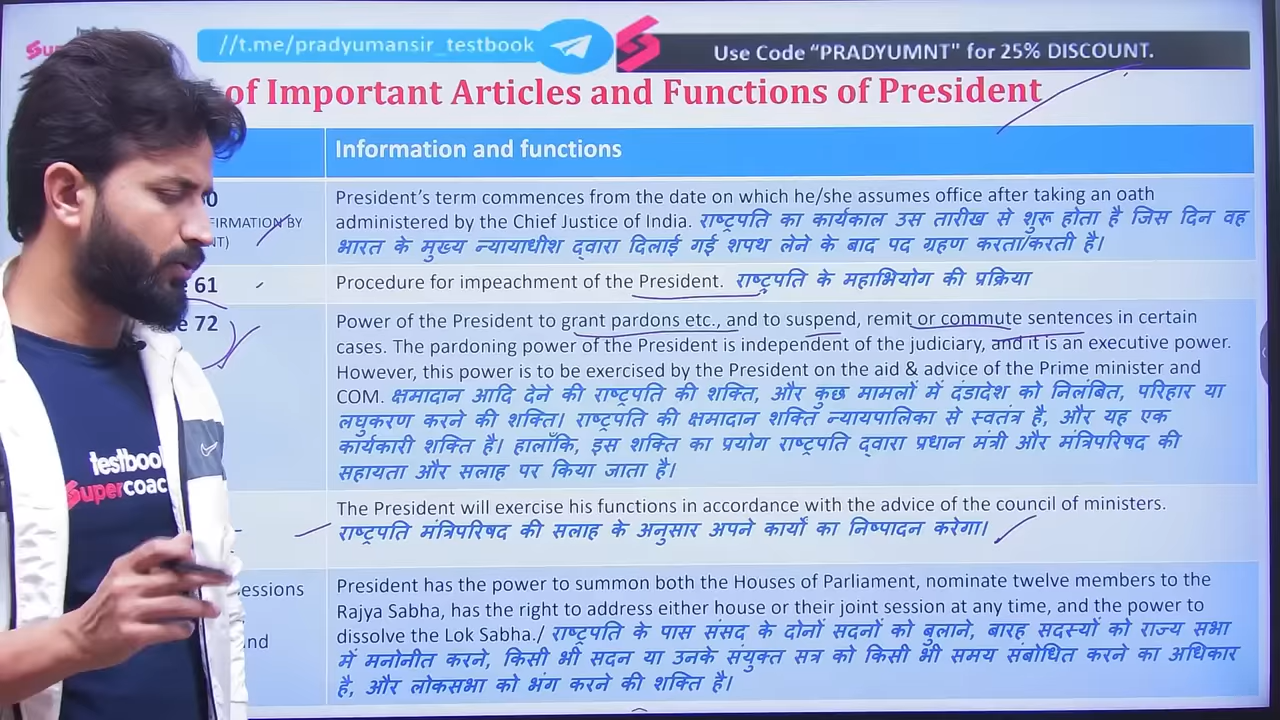 //t.me/pradyumansir_testbook
Use Code “PRADYUMNT" for 25% DISCOUNT.
of Important Articles and Functions of President
Information and functions
President’s term commences from the date on which he/she assumes office after taking an oath
administered by the Chief Justice of India. राष्ट्रपति का कार्यकाल उस तारीख से शुरू होता है जिस दिन वह
भारत के मुख्य न्यायाधीश द्वारा दिलाई गई शपथ लेने के बाद पद ग्रहण करता/करती है।
61
Procedure for impeachment of the President. राष्ट्रपति के महाभियोग की प्रक्रिया
72
Power of the President to grant pardons etc., and to suspend, remit or commute sentences in certain
cases. The pardoning power of the President is independent of the judiciary, and it is an executive power.
However, this power is to be exercised by the President on the aid & advice of the Prime minister and
COM. क्षमादान आदि देने की राष्ट्रपति की शक्ति, और कुछ मामलों में दंडादेश को निलंबित, परिहार या
लघुकरण करने की शक्ति। राष्ट्रपति की क्षमादान शक्ति न्यायपालिका से स्वतंत्र है, और यह एक
कार्यकारी शक्ति है। हालाँकि, इस शक्ति का प्रयोग राष्ट्रपति द्वारा प्रधान मंत्री और मंत्रिपरिषद की
सहायता और सलाह पर किया जाता है।
The President will exercise his functions in accordance with the advice of the council of ministers.
राष्ट्रपति मंत्रिपरिषद की सलाह के अनुसार अपने कार्यों का निष्पादन करेगा।
President has the power to summon both the Houses of Parliament, nominate twelve members to the
Rajya Sabha, has the right to address either house or their joint session at any time, and the power to
dissolve the Lok Sabha./ राष्ट्रपति के पास संसद के दोनों सदनों को बुलाने, बारह सदस्यों को राज्य सभा
में मनोनीत करने, किसी भी सदन या उनके संयुक्त सत्र को किसी भी समय संबोधित करने का अधिकार
है, और लोकसभा को भंग करने की शक्ति है।
testbook
Supercoach